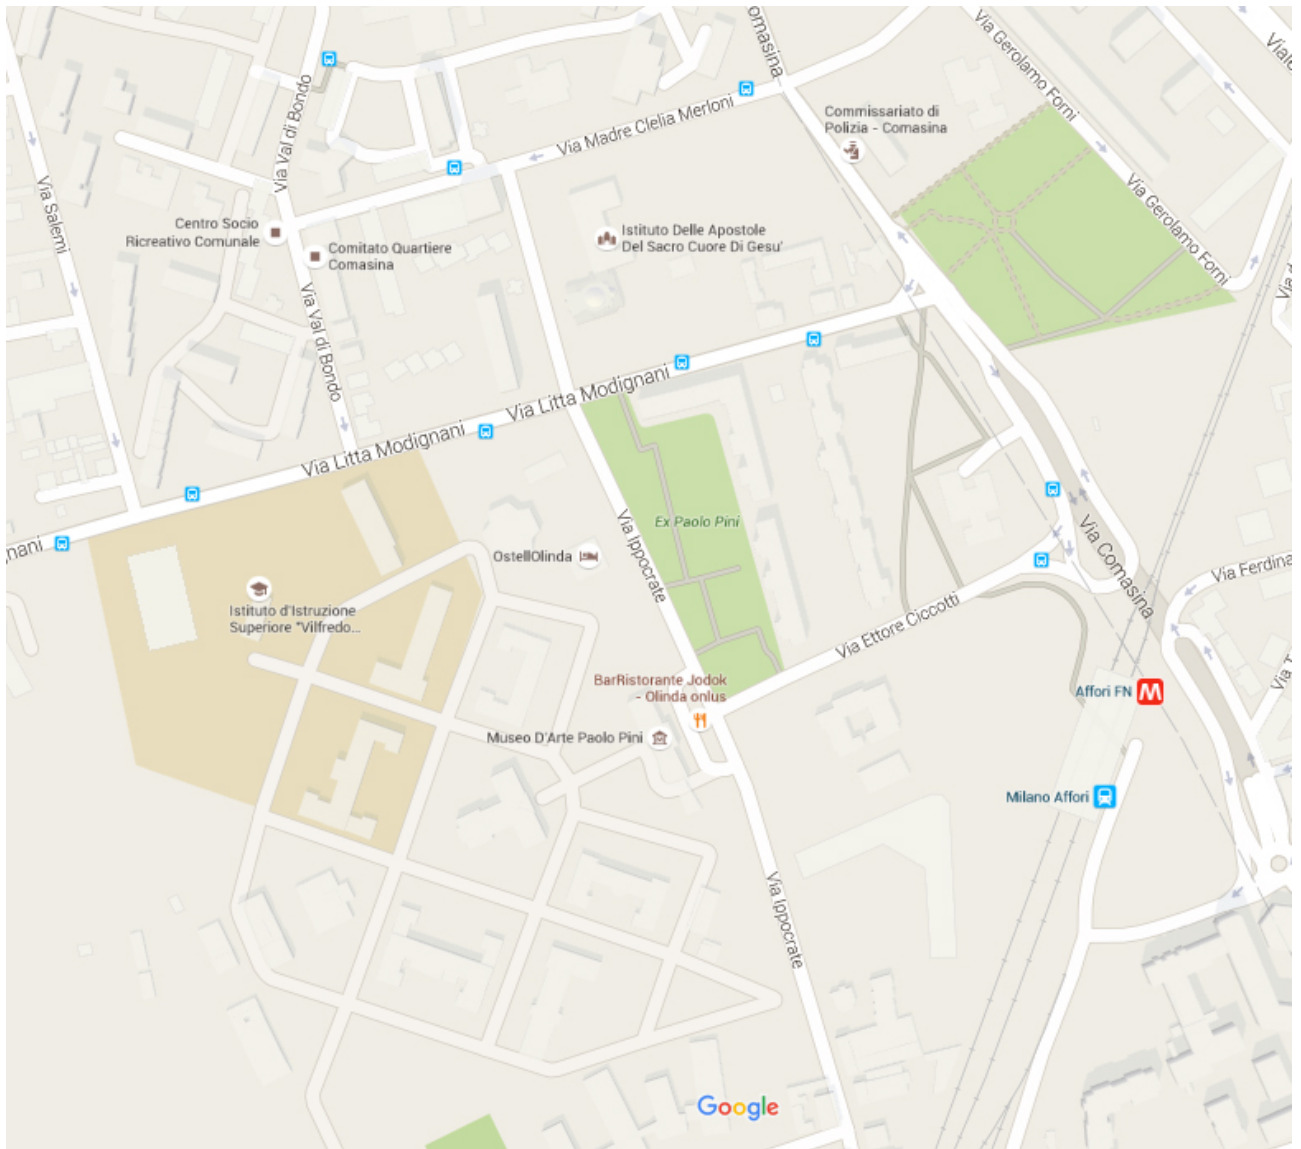 omasina
Via Gerolamo Forni
Viale
Via Val di Bondo
Via Madre Clelia Merloni
Commissariato di
Polizia - Comasina
Via Salemi
Via Gerolamo Forni
Centro Socio
Ricreativo Comunale
Comitato Quartiere
Comasina
Istituto Delle Apostole
Del Sacro Cuore Di Gesu'
Via d
Via Val di Bondo
Via Litta Modignani
Via Litta Modignani
gnani
Ex Paolo Pini
Via Ippocrate
OstellOlinda
Via Comasina
Via Ferdina
Istituto d'Istruzione
Superiore "Vilfredo...
Via Ettore Ciccotti
Via T
BarRistorante Jodok
- Olinda onlus
Affori FN
M
Museo D'Arte Paolo Pini
Milano Affori
Via Ippocrate
Google